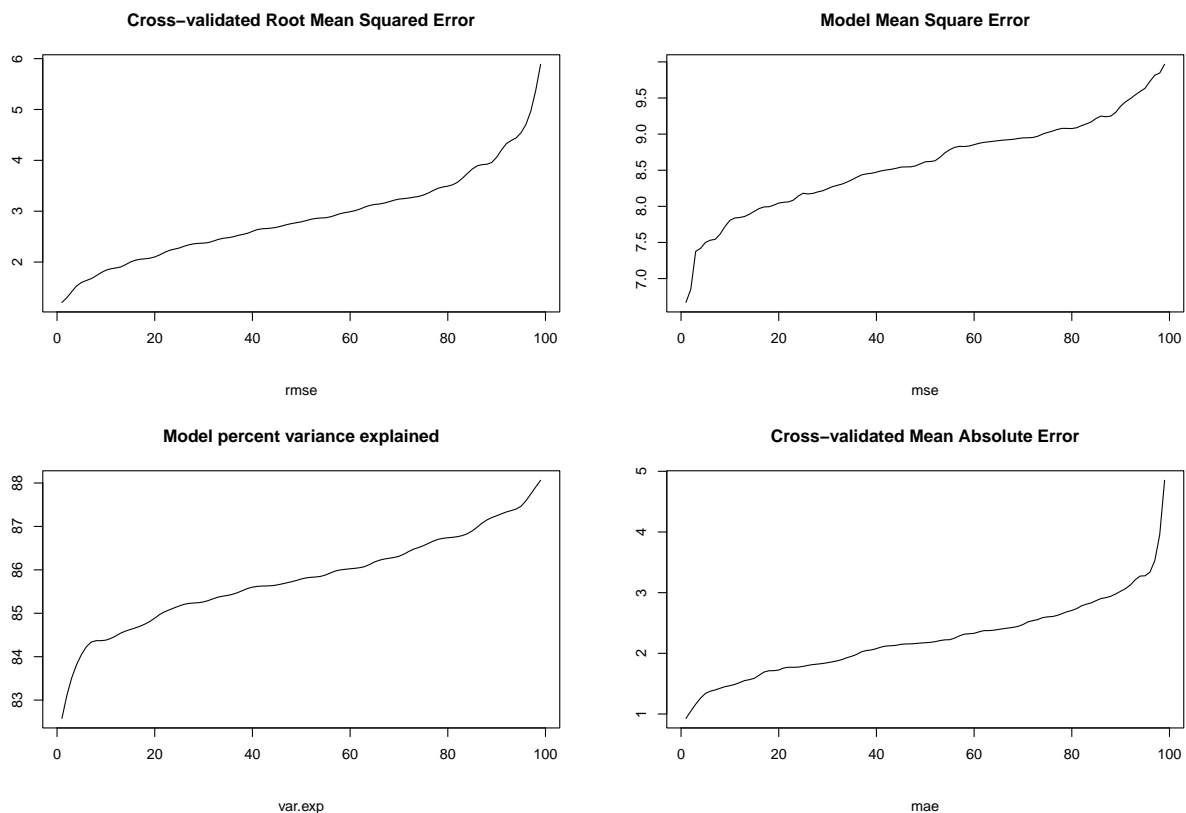 Cross−validated Root Mean Squared Error
6
5
4
3
2
0 20 40 60 80 100
rmse
Model Mean Square Error
9.5
9.0
8.5
8.0
7.5
7.0
0 20 40 60 80 100
mse
Model percent variance explained
88
87
86
85
84
83
0 20 40 60 80 100
var.exp
Cross−validated Mean Absolute Error
5
4
3
2
1
0 20 40 60 80 100
mae